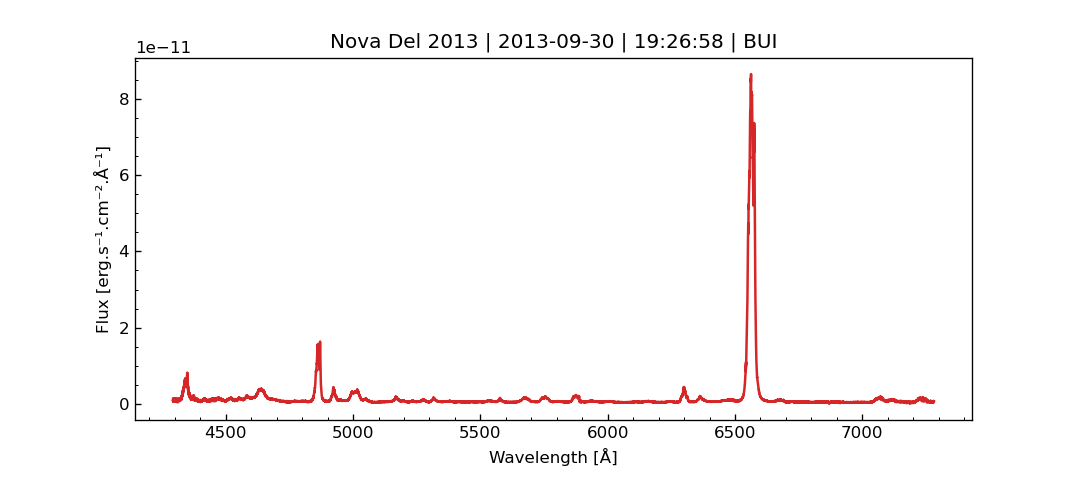 Nova Del 2013 | 2013-09-30 | 19:26:58 | BUI
1e−11
8
6
4
2
0
Flux [erg.s⁻¹.cm⁻².Å⁻¹]
4500 5000 5500 6000 6500 7000
Wavelength [Å]